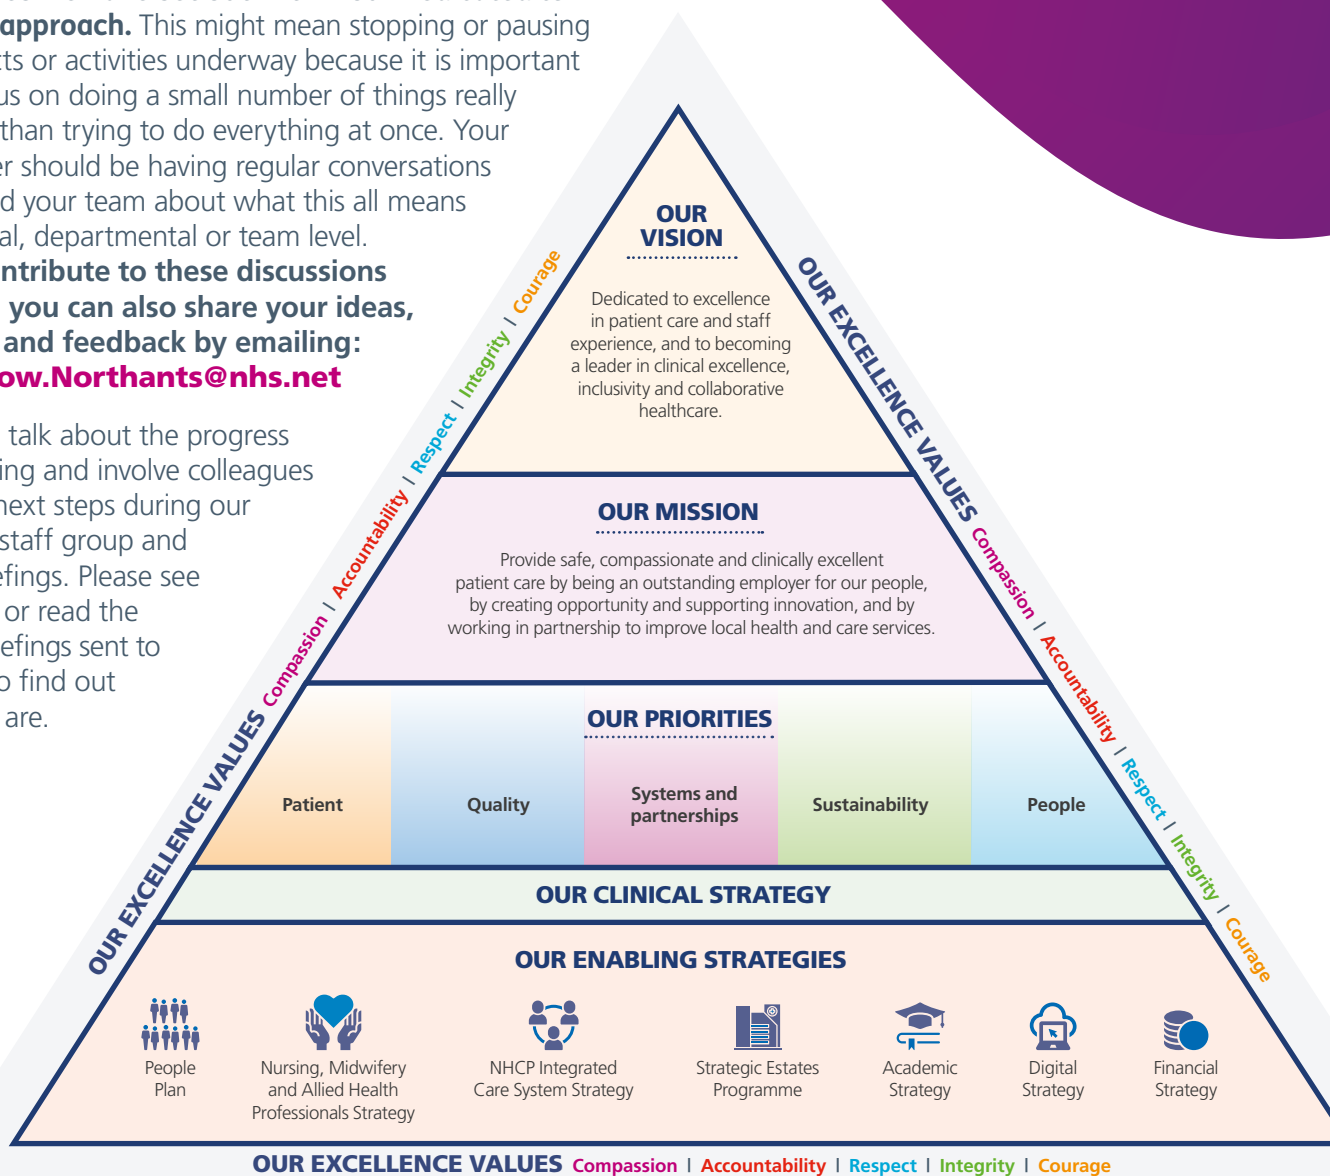 approach. This might mean stopping or pausing
or activities underway because it is important
on doing a small number of things really
than trying to do everything at once. Your
should be having regular conversations
your team about what this all means
departmental or team level.
to these discussions
you can also share your ideas,
and feedback by emailing:
ow.Northants@nhs.net
talk about the progress
and involve colleagues
next steps during our
staff group and
Please see
or read the
sent to
find out
are.
OUR
VISION
Dedicated to excellence
in patient care and staff
experience, and to becoming
a leader in clinical excellence,
inclusivity and collaborative
healthcare.
OUR MISSION
Provide safe, compassionate and clinically excellent
patient care by being an outstanding employer for our people,
by creating opportunity and supporting innovation, and by
working in partnership to improve local health and care services.
OUR PRIORITIES
Patient
Quality
Systems and
partnerships
Sustainability
People
OUR CLINICAL STRATEGY
OUR ENABLING STRATEGIES
People
Plan
Nursing, Midwifery
and Allied Health
Professionals Strategy
NHCP Integrated
Care System Strategy
Strategic Estates
Programme
Academic
Strategy
Digital
Strategy
Financial
Strategy
OUR EXCELLENCE VALUES Compassion | Accountability | Respect | Integrity | Courage
OUR EXCELLENCE VALUES Compassion | Accountability | Respect | Integrity | Courage
OUR EXCELLENCE VALUES Compassion | Accountability | Respect | Integrity | Courage